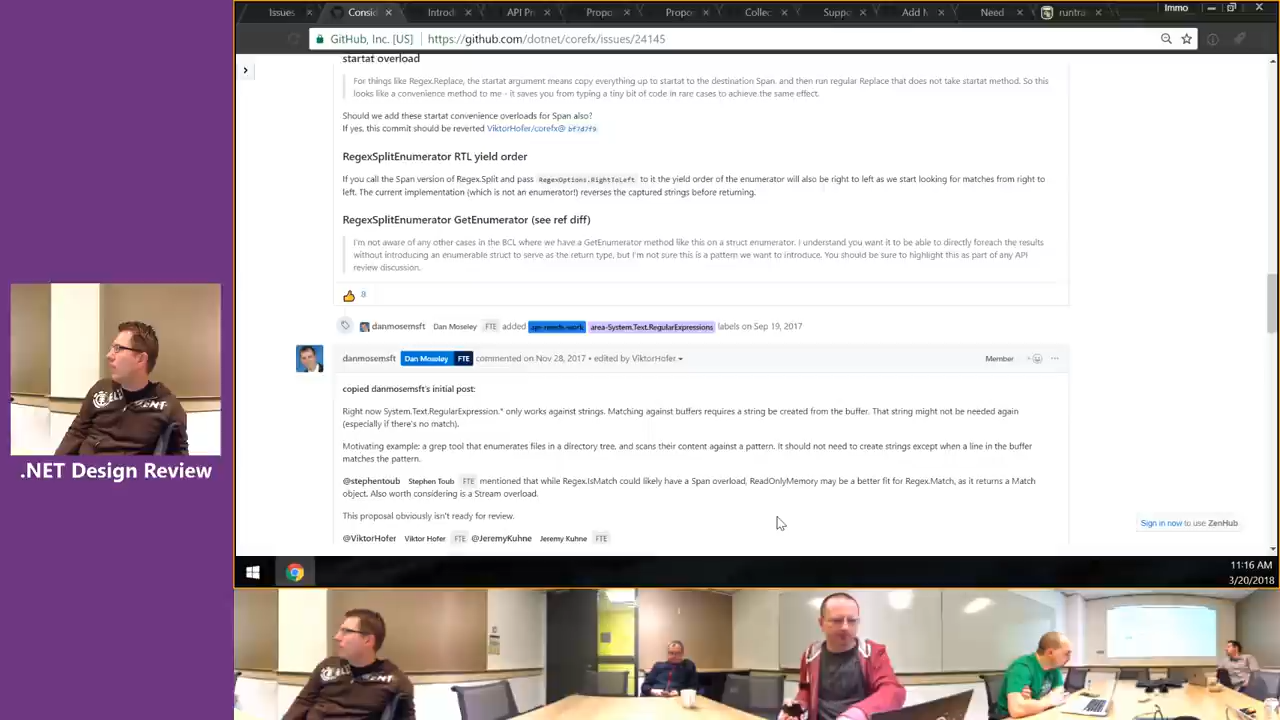 Issues
Consic
Introd
API Pr
Propo
Propo
Collec
Suppo
Add N
Need
runtra
Immo
GitHub, Inc. [US] https://github.com/dotnet/corefx/issues/24145
startat overload
For things like Regex.Replace, the startat argument means copy everything up to startat to the destination Span, and then run regular Replace that does not take startat method. So this
looks like a convenience method to me - it saves you from typing a tiny bit of code in rare cases to achieve the same effect.
Should we add these startat convenience overloads for Span also?
If yes, this commit should be reverted ViktorHofer/corefx@
RegexSplitEnumerator RTL yield order
If you call the Span version of Regex.Split and pass RegexOptions.RightToLeft to it the yield order of the enumerator will also be right to left as we start looking for matches from right to
left. The current implementation (which is not an enumerator!) reverses the captured strings before returning.
RegexSplitEnumerator GetEnumerator (see ref diff)
I'm not aware of any other cases in the BCL where we have a GetEnumerator method like this on a struct enumerator. I understand you want it to be able to directly foreach the results
without introducing an enumerable struct to serve as the return type, but I'm not sure this is a pattern we want to introduce. You should be sure to highlight this as part of any API
review discussion.
8
danmosemsft Dan Moseley FTE added api-needs-work area-System.Text.RegularExpressions labels on Sep 19, 2017
danmosemsft Dan Moseley FTE commented on Nov 28, 2017 • edited by ViktorHofer Member
copied danmosemsft's initial post:
Right now System.Text.RegularExpression.* only works against strings. Matching against buffers requires a string be created from the buffer. That string might not be needed again
(especially if there's no match).
Motivating example: a grep tool that enumerates files in a directory tree, and scans their content against a pattern. It should not need to create strings except when a line in the buffer
matches the pattern.
@stephentoub Stephen Toub FTE mentioned that while Regex.IsMatch could likely have a Span overload, ReadOnlyMemory may be a better fit for Regex.Match, as it returns a Match
object. Also worth considering is a Stream overload.
This proposal obviously isn't ready for review.
@ViktorHofer Viktor Hofer FTE @JeremyKuhne Jeremy Kuhne FTE
Sign in now to use ZenHub
11:16 AM
3/20/2018
.NET Design Review